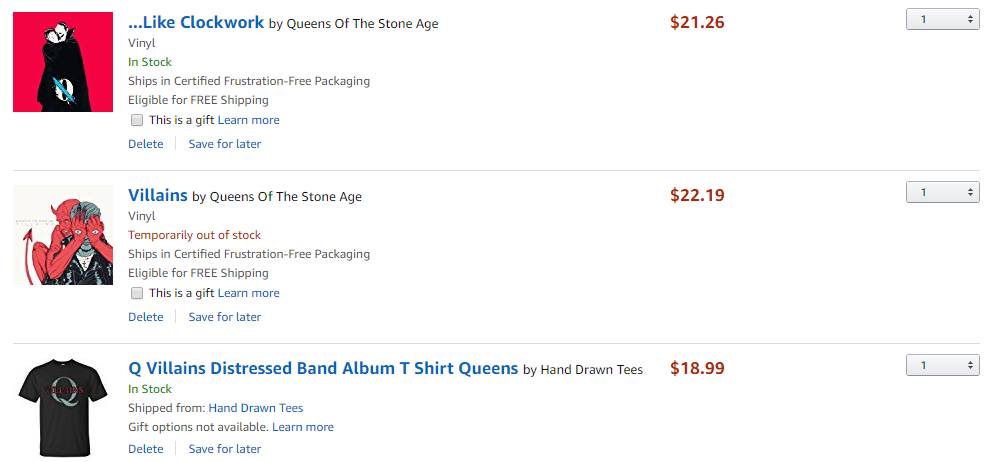 ...Like Clockwork by Queens Of The Stone Age
$21.26
1
Vinyl
In Stock
Ships in Certified Frustration-Free Packaging
Eligible for FREE Shipping
This is a gift Learn more
Delete Save for later
Villains by Queens Of The Stone Age
$22.19
1
Vinyl
Temporarily out of stock
Ships in Certified Frustration-Free Packaging
Eligible for FREE Shipping
This is a gift Learn more
Delete Save for later
Q Villains Distressed Band Album T Shirt Queens by Hand Drawn Tees
$18.99
1
In Stock
Shipped from: Hand Drawn Tees
Gift options not available. Learn more
Delete Save for later